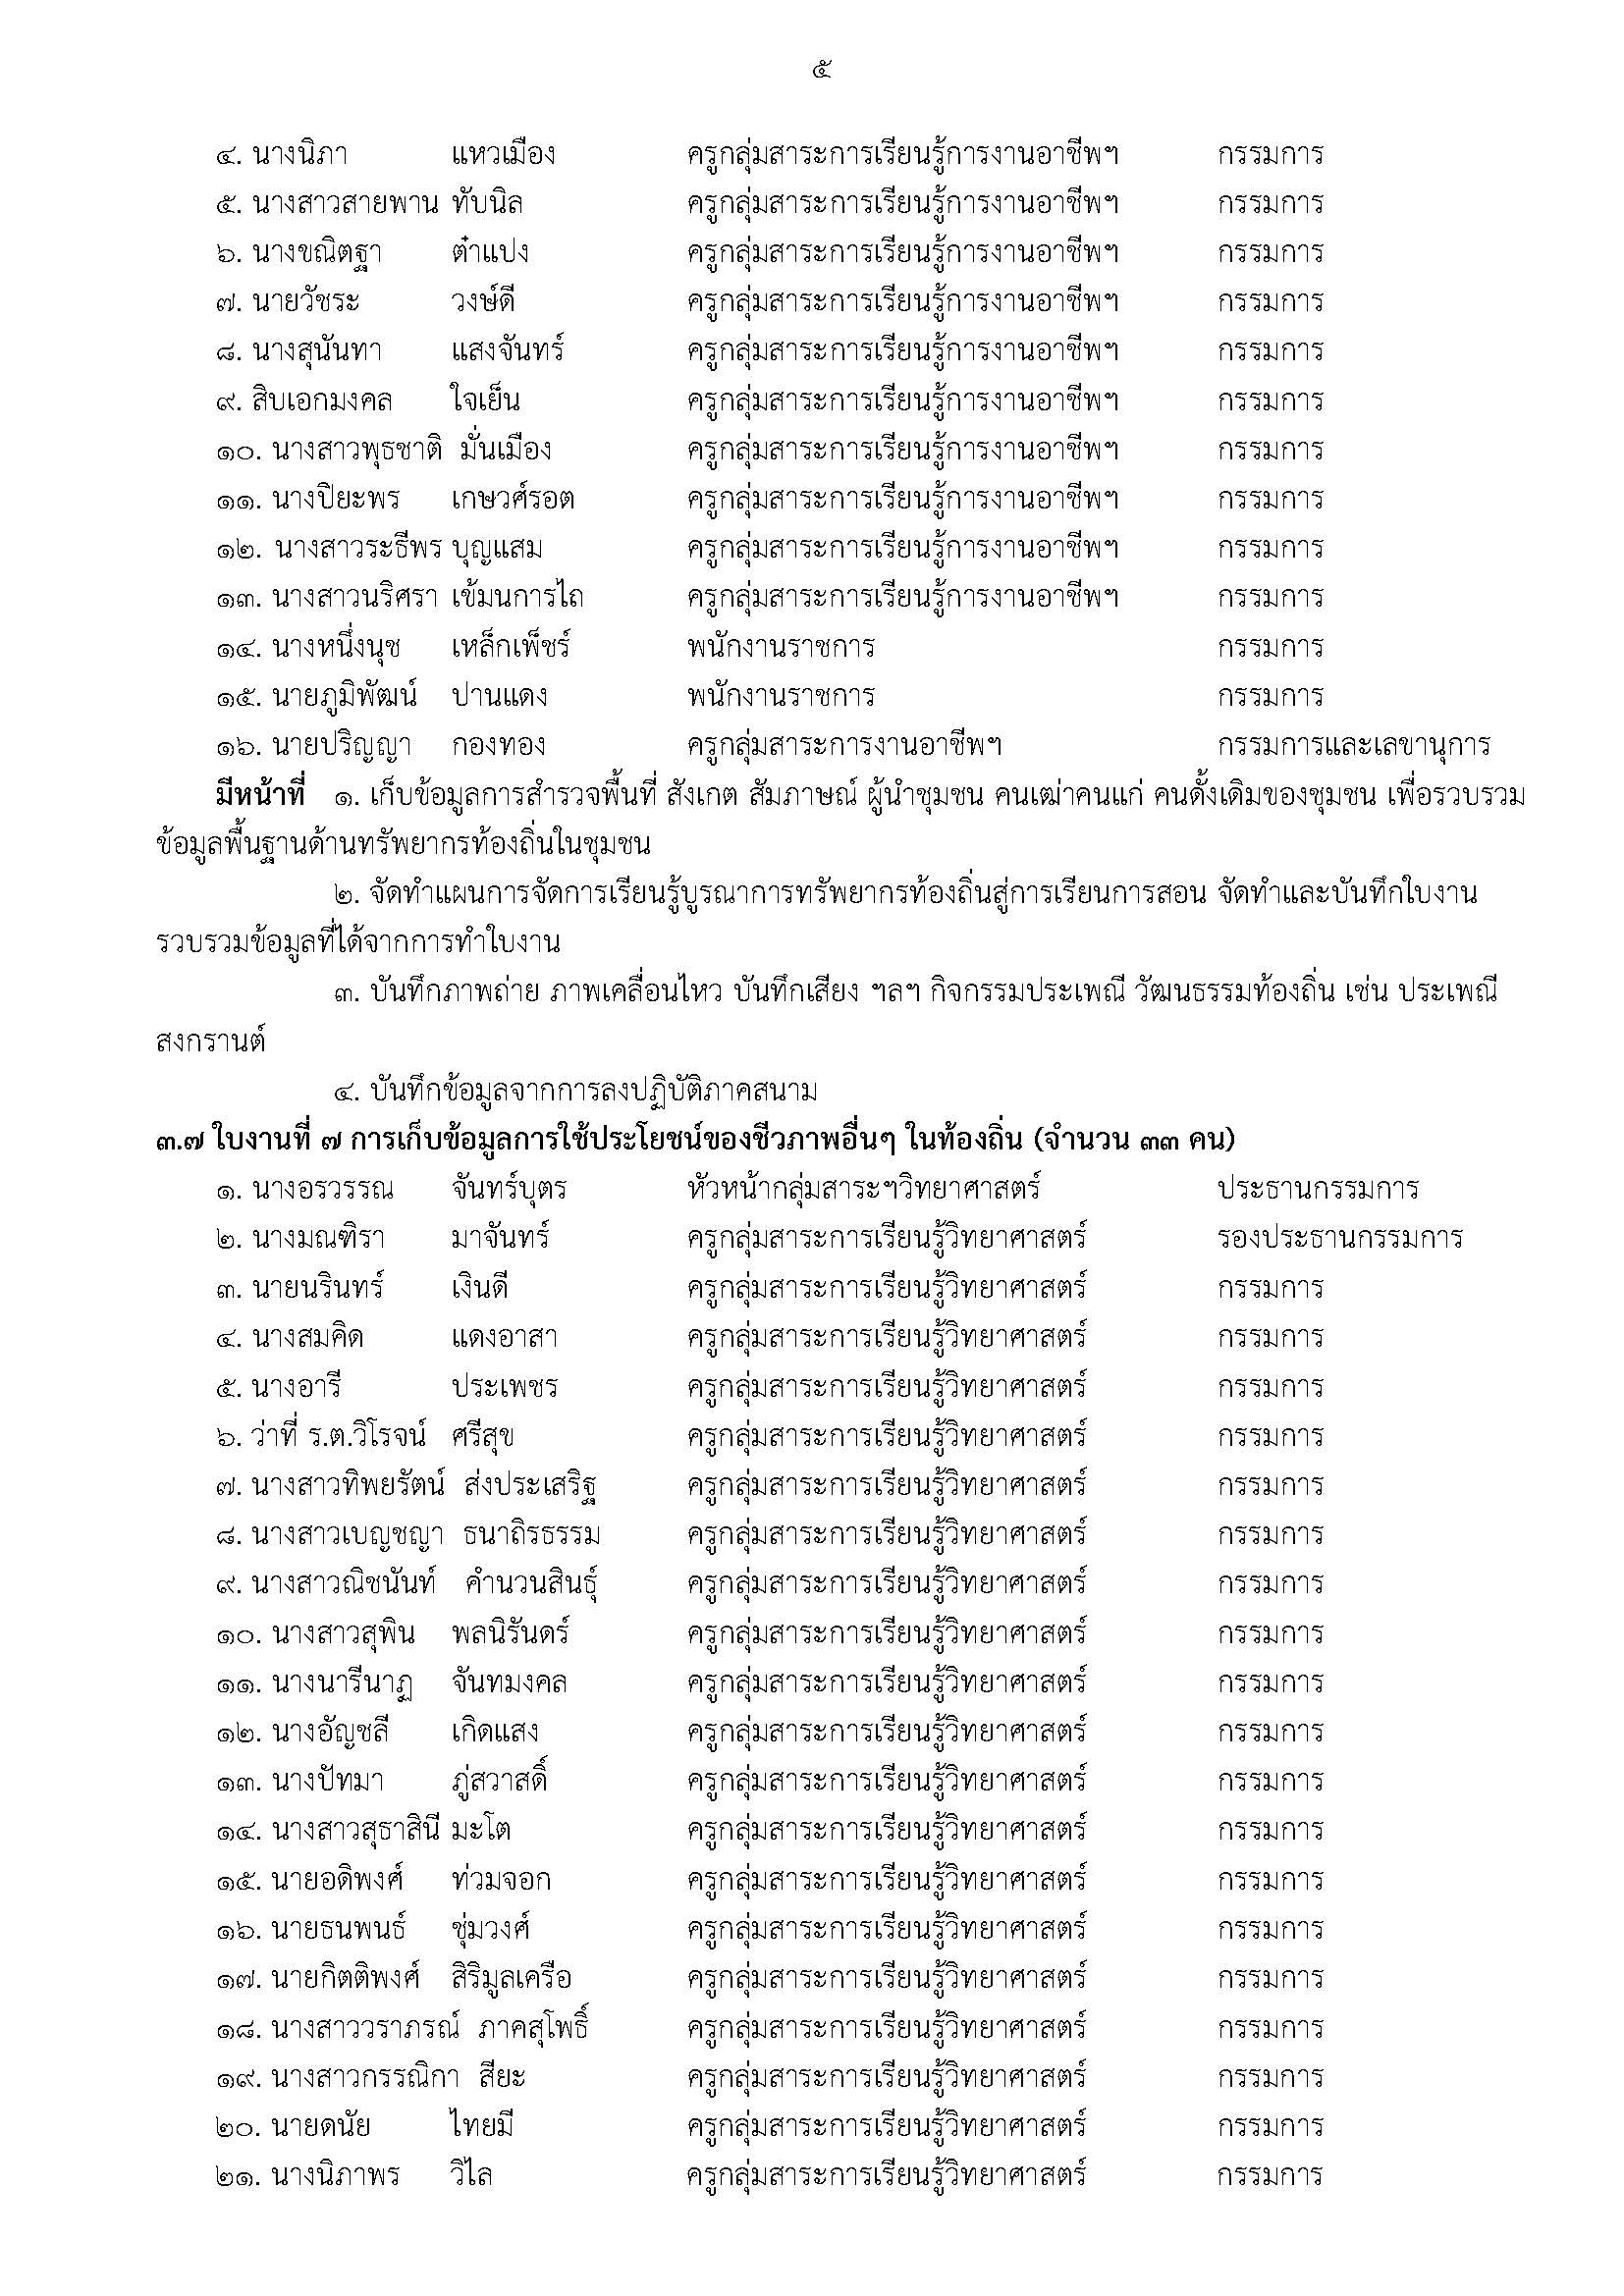 ๕
๔. นางนิภา แหวเมือง ครูกลุ่มสาระการเรียนรู้การงานอาชีพฯ กรรมการ
๕. นางสาวสายพาน ทับนิล ครูกลุ่มสาระการเรียนรู้การงานอาชีพฯ กรรมการ
๖. นางขณิตฐา ต๋าแปง ครูกลุ่มสาระการเรียนรู้การงานอาชีพฯ กรรมการ
๗. นายวัชระ วงษ์ดี ครูกลุ่มสาระการเรียนรู้การงานอาชีพฯ กรรมการ
๘. นางสุนันทา แสงจันทร์ ครูกลุ่มสาระการเรียนรู้การงานอาชีพฯ กรรมการ
๙. สิบเอกมงคล ใจเย็น ครูกลุ่มสาระการเรียนรู้การงานอาชีพฯ กรรมการ
๑๐. นางสาวพุธชาติ มั่นเมือง ครูกลุ่มสาระการเรียนรู้การงานอาชีพฯ กรรมการ
๑๑. นางปิยะพร เกษวศ์รอต ครูกลุ่มสาระการเรียนรู้การงานอาชีพฯ กรรมการ
๑๒. นางสาวระธีพร บุญแสม ครูกลุ่มสาระการเรียนรู้การงานอาชีพฯ กรรมการ
๑๓. นางสาวนริศรา เข้มนการไถ ครูกลุ่มสาระการเรียนรู้การงานอาชีพฯ กรรมการ
๑๔. นางหนึ่งนุช เหล็กเพ็ชร์ พนักงานราชการ กรรมการ
๑๕. นายภูมิพัฒน์ ปานแดง พนักงานราชการ กรรมการ
๑๖. นายปริญญา กองทอง ครูกลุ่มสาระการงานอาชีพฯ กรรมการและเลขานุการ
มีหน้าที่ ๑. เก็บข้อมูลการสำรวจพื้นที่ สังเกต สัมภาษณ์ ผู้นำชุมชน คนเฒ่าคนแก่ คนดั้งเดิมของชุมชน เพื่อรวบรวม
ข้อมูลพื้นฐานด้านทรัพยากรท้องถิ่นในชุมชน
๒. จัดทำแผนการจัดการเรียนรู้บูรณาการทรัพยากรท้องถิ่นสู่การเรียนการสอน จัดทำและบันทึกใบงาน
รวบรวมข้อมูลที่ได้จากการทำใบงาน
๓. บันทึกภาพถ่าย ภาพเคลื่อนไหว บันทึกเสียง ฯลฯ กิจกรรมประเพณี วัฒนธรรมท้องถิ่น เช่น ประเพณี
สงกรานต์
๔. บันทึกข้อมูลจากการลงปฏิบัติภาคสนาม
๓.๗ ใบงานที่ ๗ การเก็บข้อมูลการใช้ประโยชน์ของชีวภาพอื่นๆ ในท้องถิ่น (จำนวน ๓๓ คน)
๑. นางอรวรรณ จันทร์บุตร หัวหน้ากลุ่มสาระฯวิทยาศาสตร์ ประธานกรรมการ
๒. นางมณฑิรา มาจันทร์ ครูกลุ่มสาระการเรียนรู้วิทยาศาสตร์ รองประธานกรรมการ
๓. นายนรินทร์ เงินดี ครูกลุ่มสาระการเรียนรู้วิทยาศาสตร์ กรรมการ
๔. นางสมคิด แดงอาสา ครูกลุ่มสาระการเรียนรู้วิทยาศาสตร์ กรรมการ
๕. นางอารี ประเพชร ครูกลุ่มสาระการเรียนรู้วิทยาศาสตร์ กรรมการ
๖. ว่าที่ ร.ต.วิโรจน์ ศรีสุข ครูกลุ่มสาระการเรียนรู้วิทยาศาสตร์ กรรมการ
๗. นางสาวทิพยรัตน์ ส่งประเสริฐ ครูกลุ่มสาระการเรียนรู้วิทยาศาสตร์ กรรมการ
๘. นางสาวเบญชญา ธนาถิรธรรม ครูกลุ่มสาระการเรียนรู้วิทยาศาสตร์ กรรมการ
๙. นางสาวณิชนันท์ คำนวนสินธุ์ ครูกลุ่มสาระการเรียนรู้วิทยาศาสตร์ กรรมการ
๑๐. นางสาวสุพิน พลนิรันดร์ ครูกลุ่มสาระการเรียนรู้วิทยาศาสตร์ กรรมการ
๑๑. นางนารีนาฏ จันทมงคล ครูกลุ่มสาระการเรียนรู้วิทยาศาสตร์ กรรมการ
๑๒. นางอัญชลี เกิดแสง ครูกลุ่มสาระการเรียนรู้วิทยาศาสตร์ กรรมการ
๑๓. นางปัทมา ภู่สวาสดิ์ ครูกลุ่มสาระการเรียนรู้วิทยาศาสตร์ กรรมการ
๑๔. นางสาวสุธาสินี มะโต ครูกลุ่มสาระการเรียนรู้วิทยาศาสตร์ กรรมการ
๑๕. นายอดิพงศ์ ท่วมจอก ครูกลุ่มสาระการเรียนรู้วิทยาศาสตร์ กรรมการ
๑๖. นายธนพนธ์ ชุ่มวงศ์ ครูกลุ่มสาระการเรียนรู้วิทยาศาสตร์ กรรมการ
๑๗. นายกิตติพงศ์ สิริมูลเครือ ครูกลุ่มสาระการเรียนรู้วิทยาศาสตร์ กรรมการ
๑๘. นางสาววราภรณ์ ภาคสุโพธิ์ ครูกลุ่มสาระการเรียนรู้วิทยาศาสตร์ กรรมการ
๑๙. นางสาวกรรณิกา สียะ ครูกลุ่มสาระการเรียนรู้วิทยาศาสตร์ กรรมการ
๒๐. นายดนัย ไทยมี ครูกลุ่มสาระการเรียนรู้วิทยาศาสตร์ กรรมการ
๒๑. นางนิภาพร วิไล ครูกลุ่มสาระการเรียนรู้วิทยาศาสตร์ กรรมการ